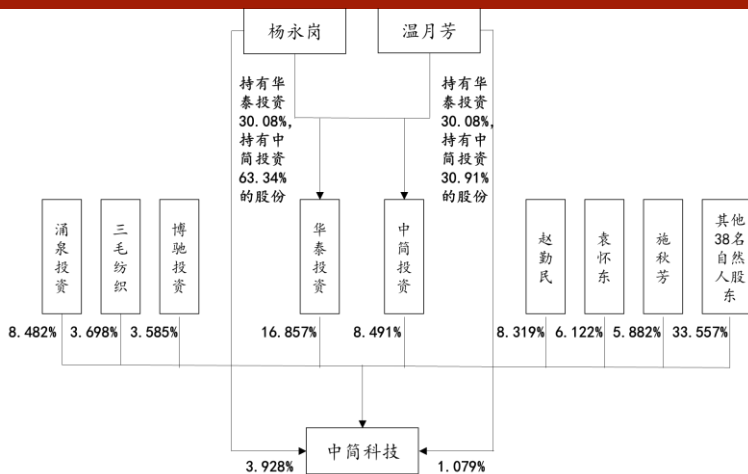 杨永岗
温月芳
持有华
泰投资
30.08%,
持有中
简投资
63.34%
的股份
持有华
泰投资
30.08%,
持有中
简投资
30.91%
的股份
涌泉投资
三毛纺织
博驰投资
华泰投资
中简投资
赵勤民
袁怀东
施秋芳
其他
38名
自然
人股
东
8.482%
3.698%
3.585%
16.857%
8.491%
8.319%
6.122%
5.882%
33.557%
中简科技
3.928%
1.079%